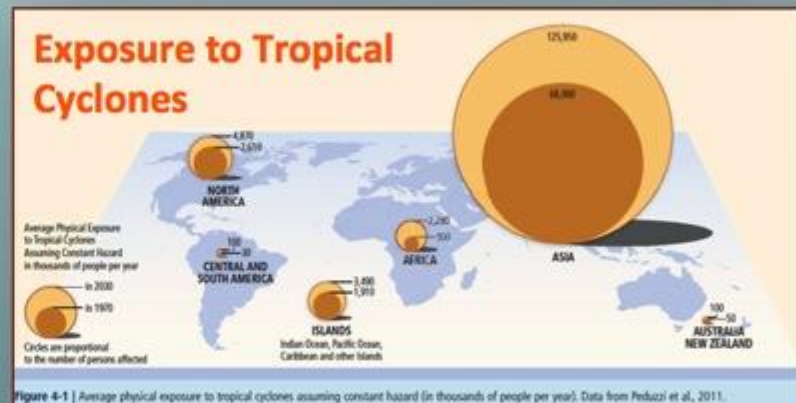 Exposure to Tropical
Cyclones
125,950
68,000
4,870
2,650
NORTH
AMERICA
Average Physical Exposure
to Tropical Cyclones
Assuming Constant Hazard
in thousands of people per year
in 2030
in 1970
Circles are proportional
to the number of persons affected
100
30
CENTRAL AND
SOUTH AMERICA
2,290
500
AFRICA
3,490
1,910
ISLANDS
Indian Ocean, Pacific Ocean,
Caribbean and other Islands
ASIA
100
50
AUSTRALIA
NEW ZEALAND
Figure 4-1 | Average physical exposure to tropical cyclones assuming constant hazard (in thousands of people per year). Data from Peduzzi et al., 2011.